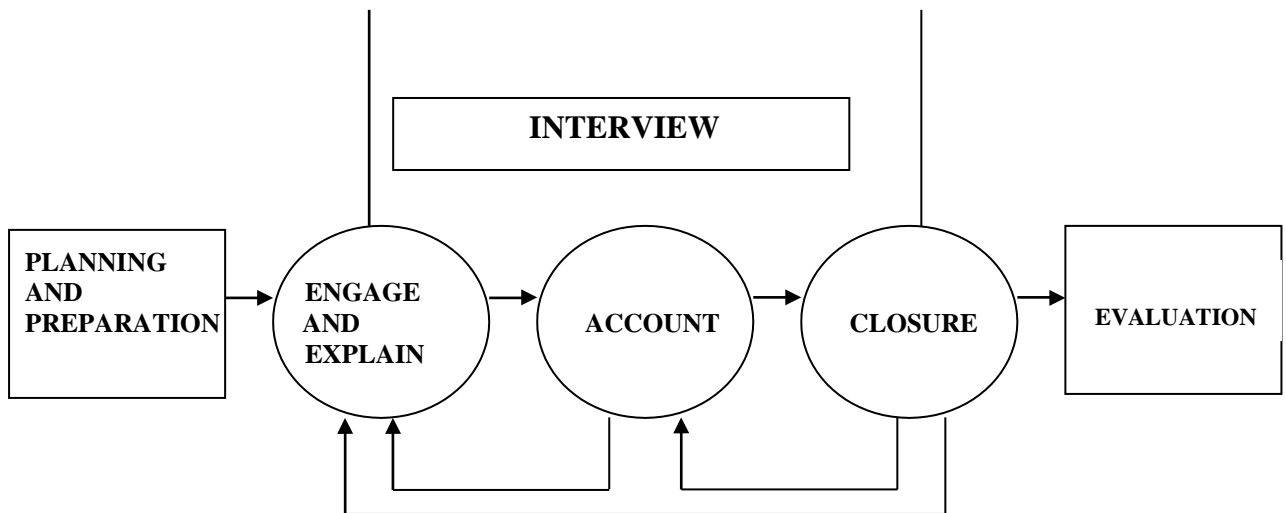 INTERVIEW
PLANNING
AND
PREPARATION
ENGAGE
AND
EXPLAIN
ACCOUNT
CLOSURE
EVALUATION